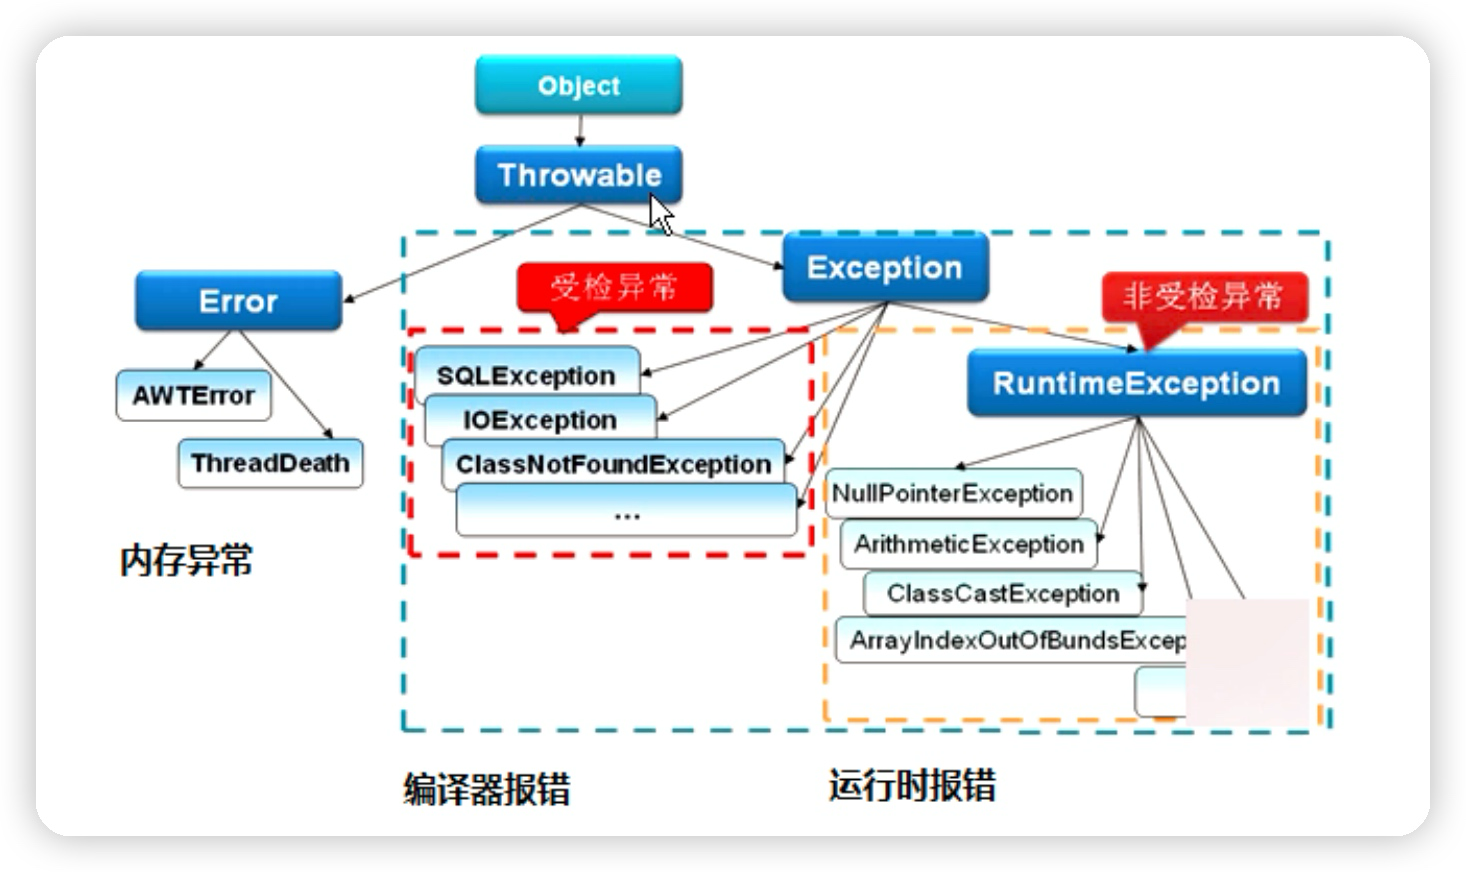 Object
Throwable
Exception
Error
受检异常
非受检异常
AWTError
ThreadDeath
SQLException
IOException
ClassNotFoundException
...
RuntimeException
NullPointerException
ArithmeticException
ClassCastException
ArrayIndexOutOfBundsExcep
内存异常
编译器报错
运行时报错